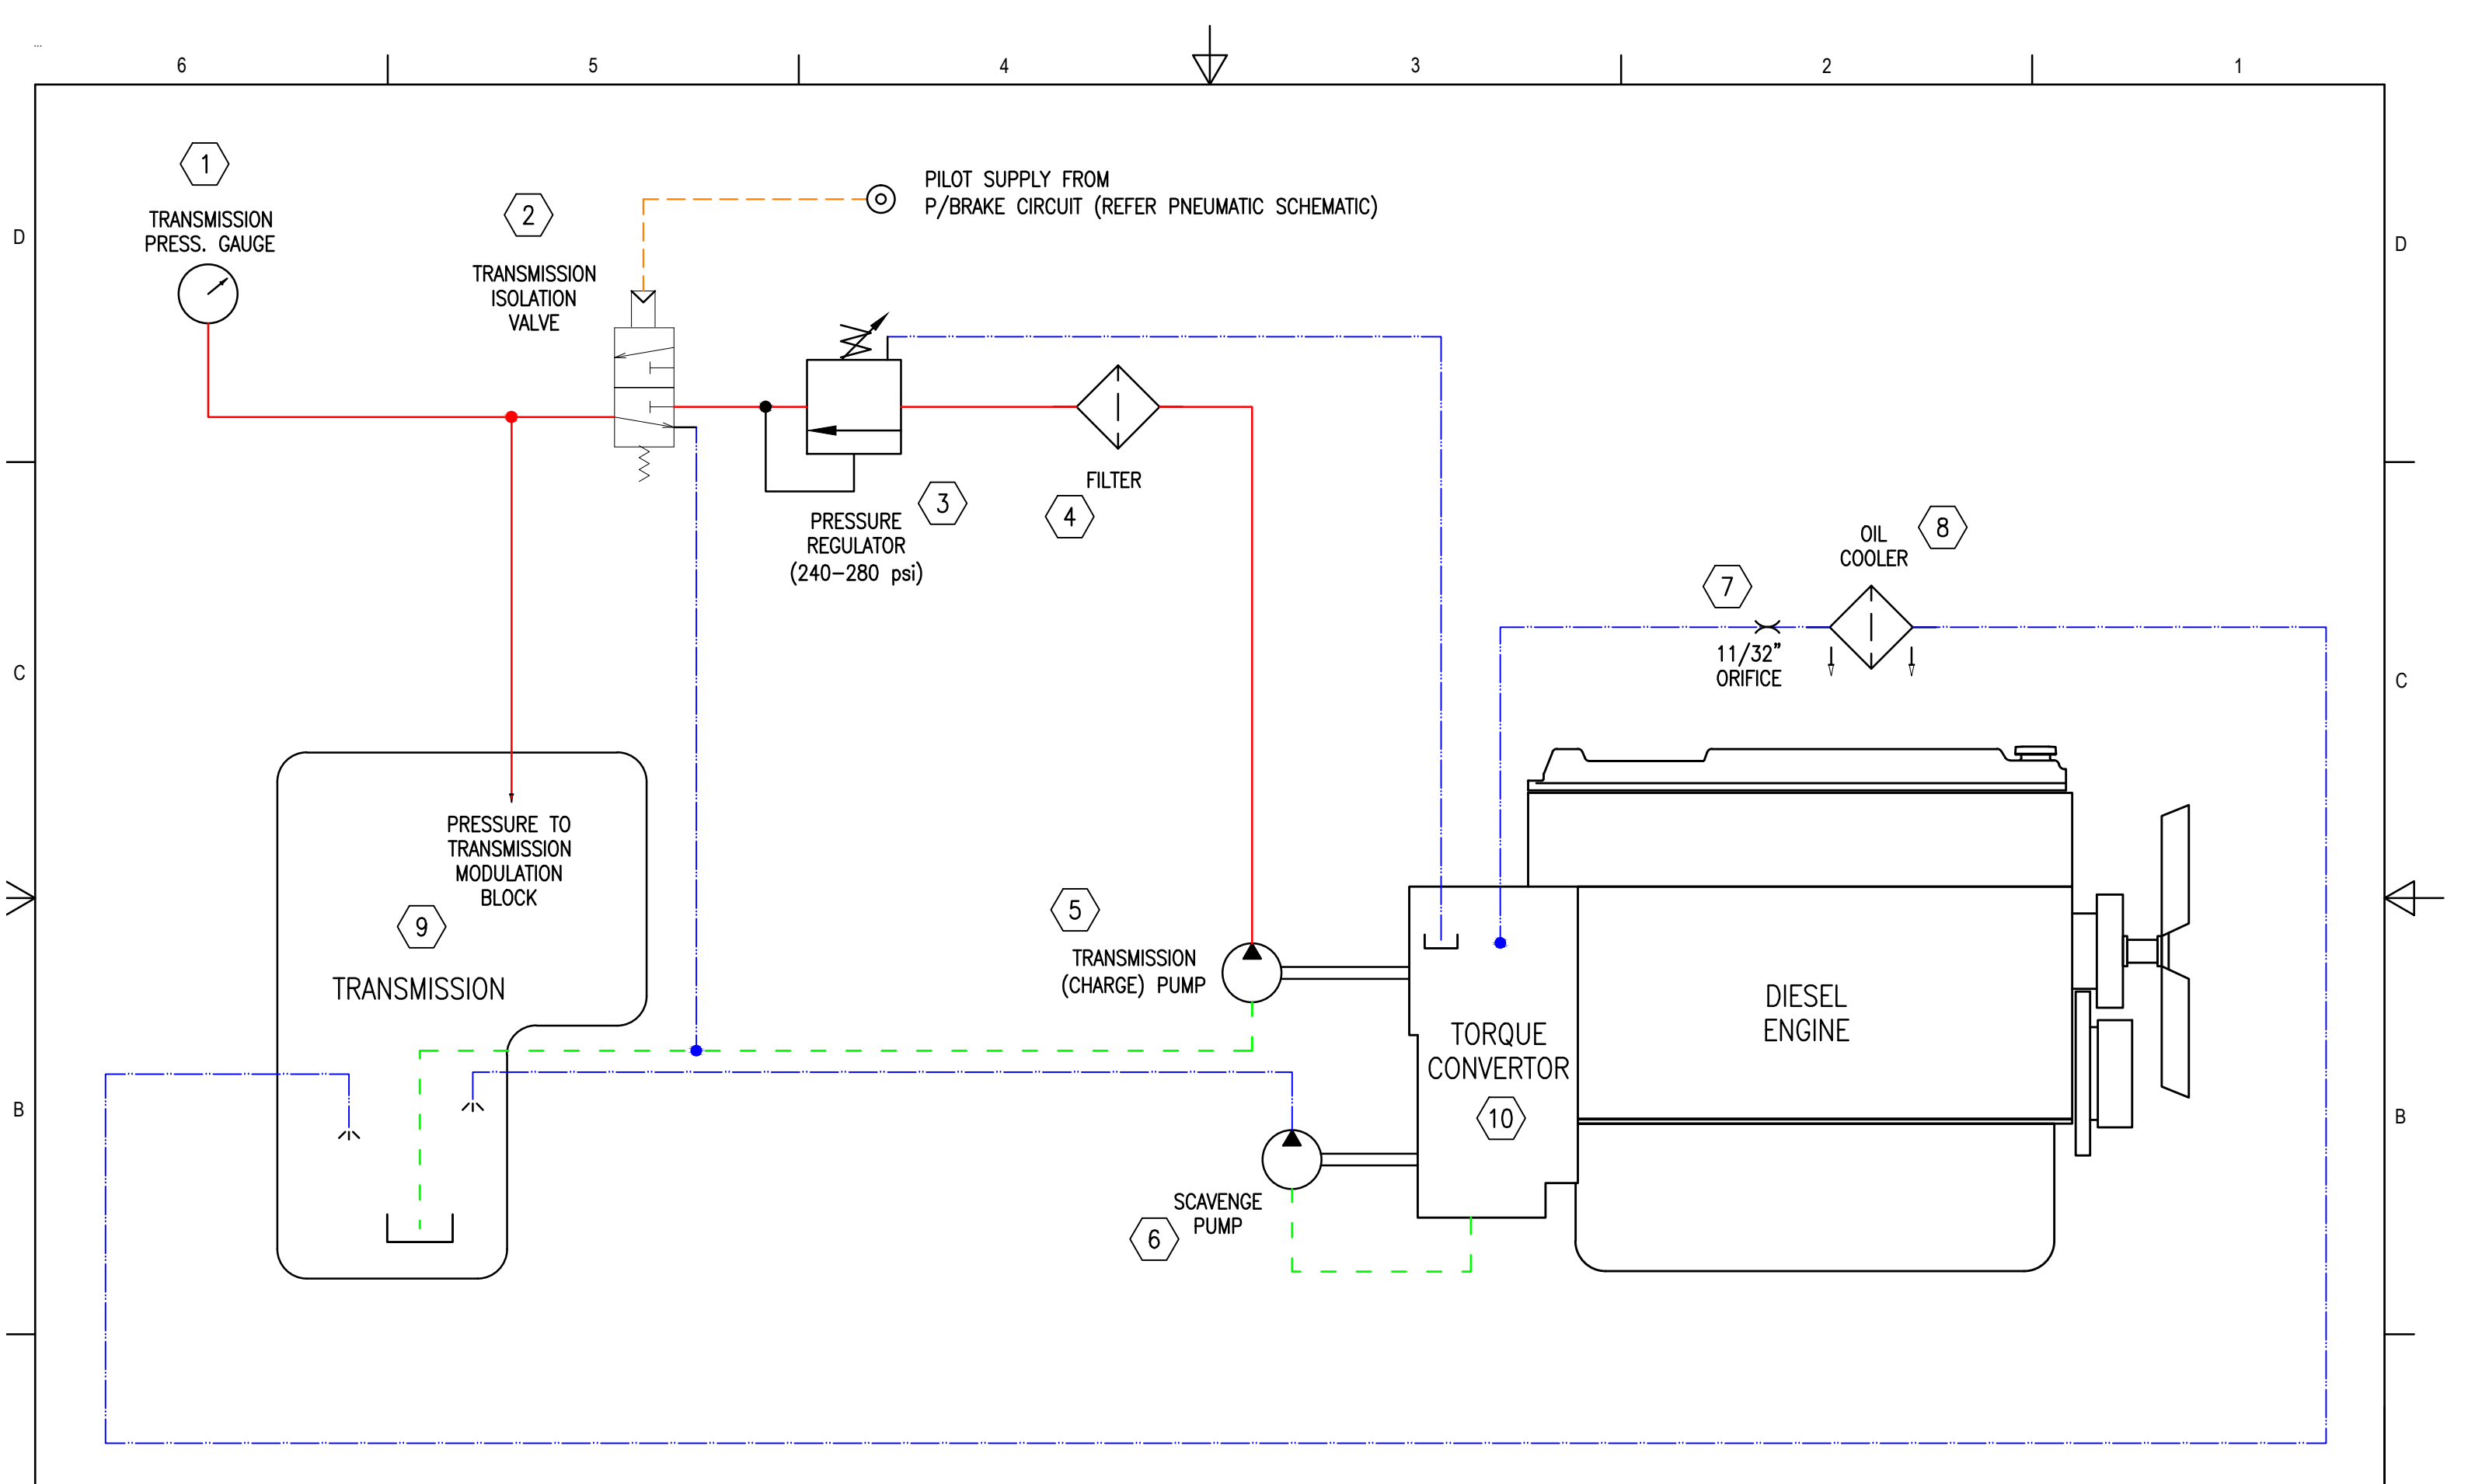 ...
6 5 4 3 2 1
1
TRANSMISSION
PRESS. GAUGE
2
TRANSMISSION
ISOLATION
VALVE
PILOT SUPPLY FROM
P/BRAKE CIRCUIT (REFER PNEUMATIC SCHEMATIC)
D
D
3
PRESSURE
REGULATOR
(240-280 psi)
FILTER
4
OIL
COOLER
8
7
11/32"
ORIFICE
C
C
PRESSURE TO
TRANSMISSION
MODULATION
BLOCK
9
TRANSMISSION
5
TRANSMISSION
(CHARGE) PUMP
TORQUE
CONVERTOR
10
DIESEL
ENGINE
B
B
SCAVENGE
PUMP
6